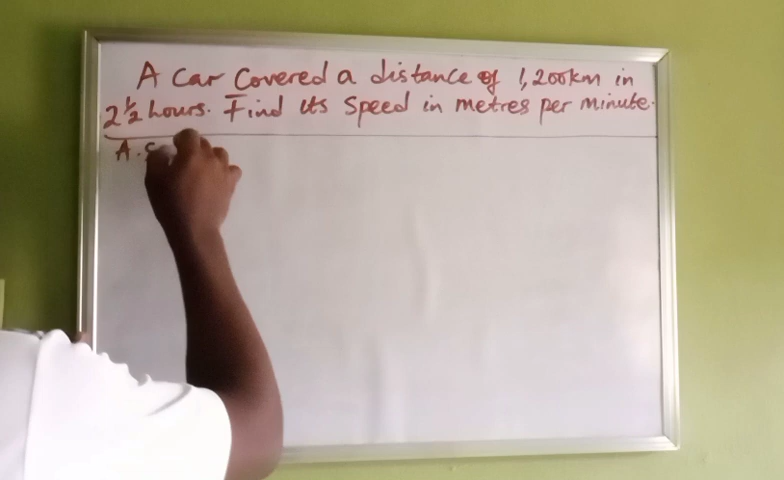 A Car Covered a distance of 1,200km in
2½ hours. Find its Speed in metres per minute.
A.S